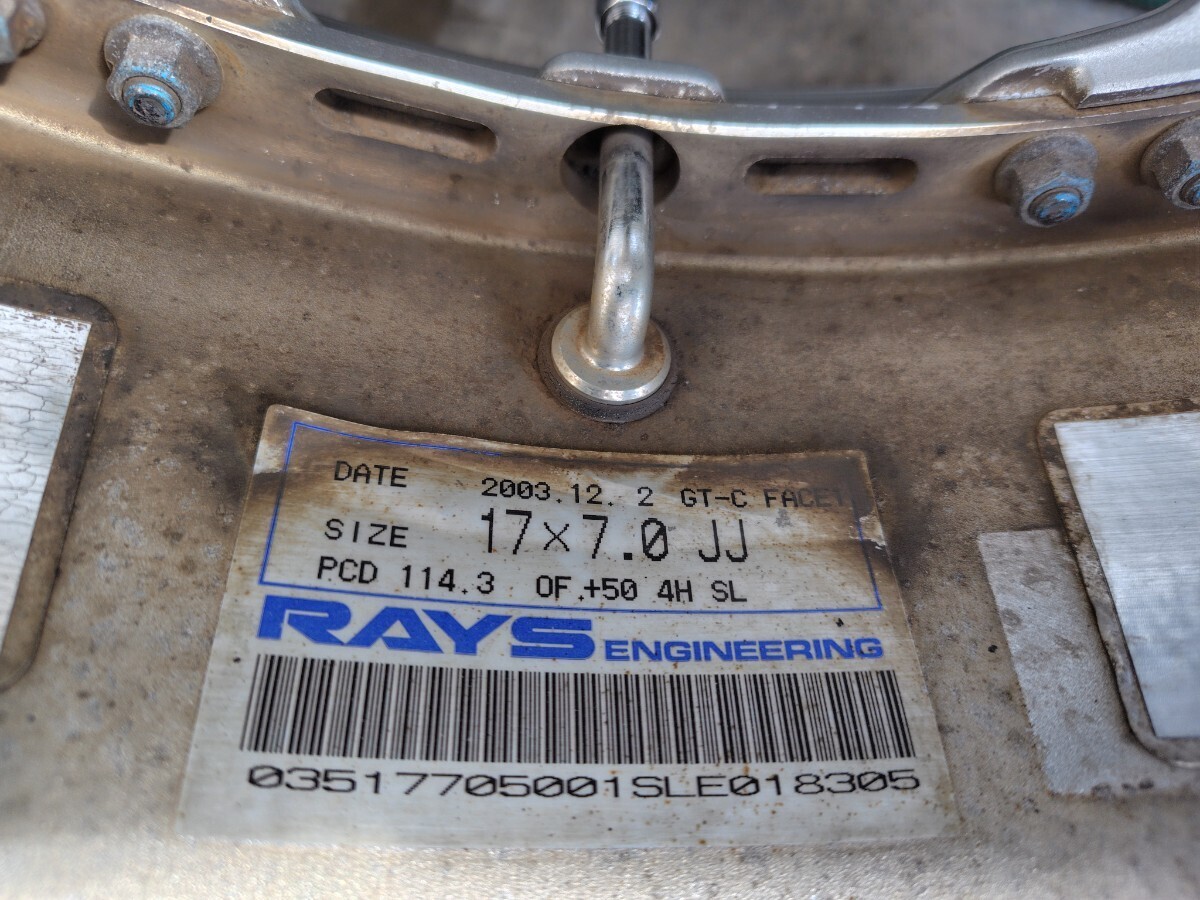 DATE 2003.12. 2 GT-C FACET
SIZE 17×7.0 JJ
PCD 114.3 OF.+50 4H SL
RAYS ENGINEERING
03517705001SLE018305